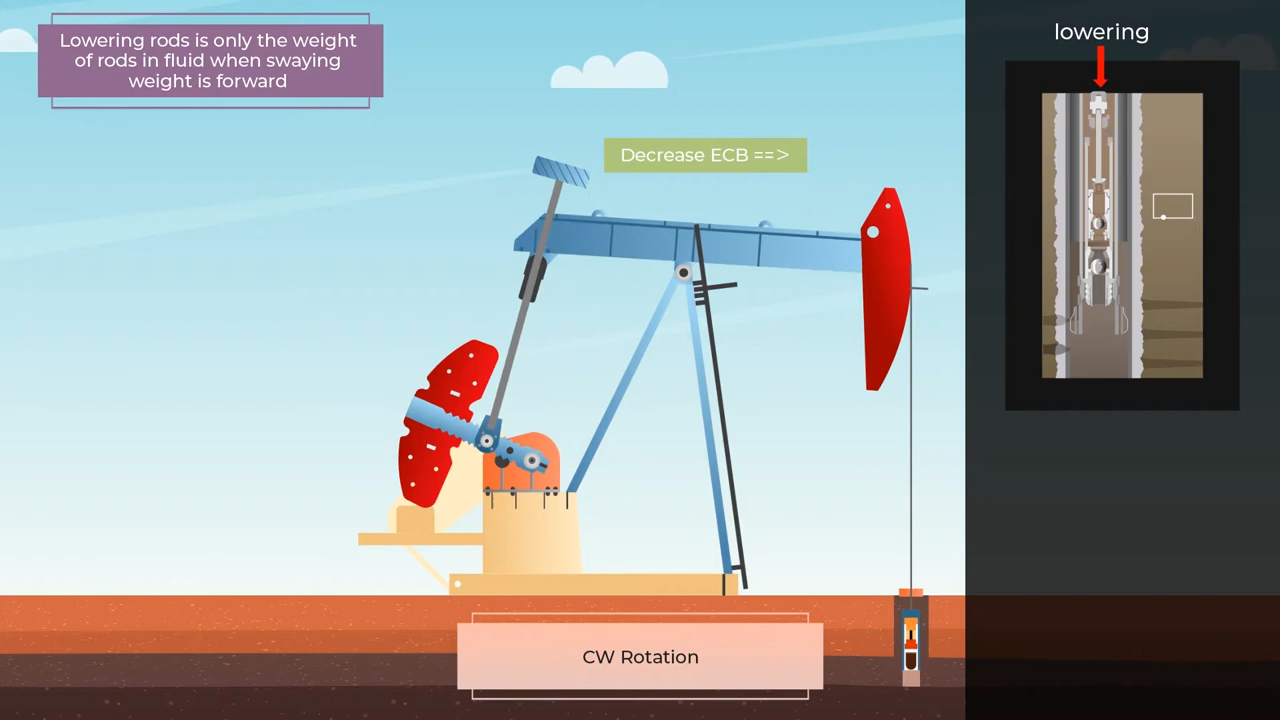 Lowering rods is only the weight
of rods in fluid when swaying
weight is forward
lowering
Decrease ECB ==>
CW Rotation